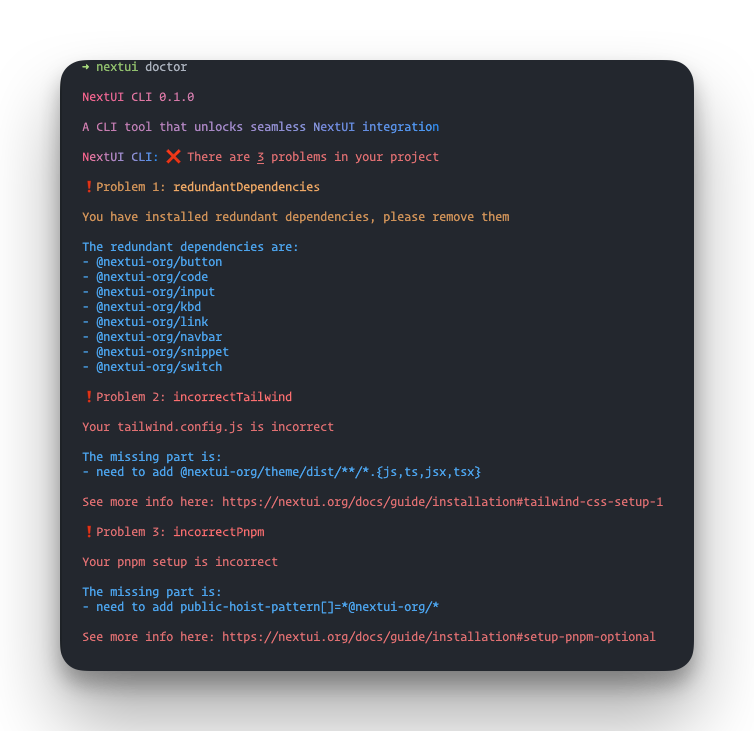 ➜ nextui doctor
NextUI CLI 0.1.0
A CLI tool that unlocks seamless NextUI integration
NextUI CLI: ❌ There are 3 problems in your project
❗Problem 1: redundantDependencies
You have installed redundant dependencies, please remove them
The redundant dependencies are:
- @nextui-org/button
- @nextui-org/code
- @nextui-org/input
- @nextui-org/kbd
- @nextui-org/link
- @nextui-org/navbar
- @nextui-org/snippet
- @nextui-org/switch
❗Problem 2: incorrectTailwind
Your tailwind.config.js is incorrect
The missing part is:
- need to add @nextui-org/theme/dist/**/*.{js,ts,jsx,tsx}
See more info here: https://nextui.org/docs/guide/installation#tailwind-css-setup-1
❗Problem 3: incorrectPnpm
Your pnpm setup is incorrect
The missing part is:
- need to add public-hoist-pattern[]=*@nextui-org/*
See more info here: https://nextui.org/docs/guide/installation#setup-pnpm-optional